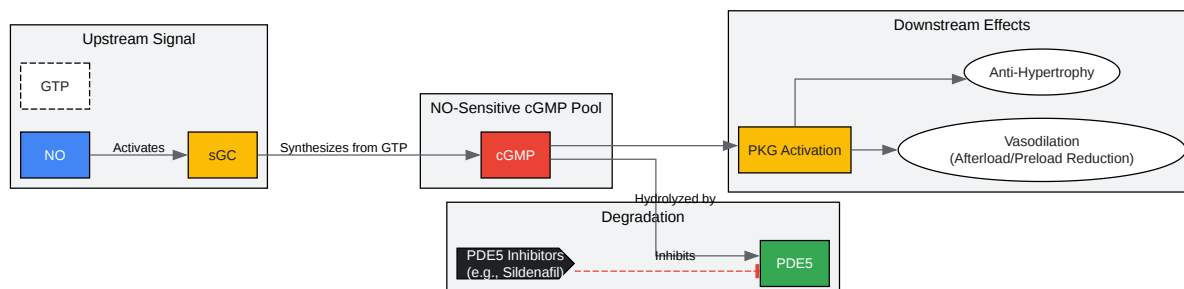 Upstream Signal
GTP
NO
Activates
sGC
Synthesizes from GTP
NO-Sensitive cGMP Pool
cGMP
Downstream Effects
Anti-Hypertrophy
PKG Activation
Vasodilation
(Afterload/Preload Reduction)
Hydrolyzed by
Degradation
PDE5 Inhibitors
(e.g., Sildenafil)
Inhibits
PDE5